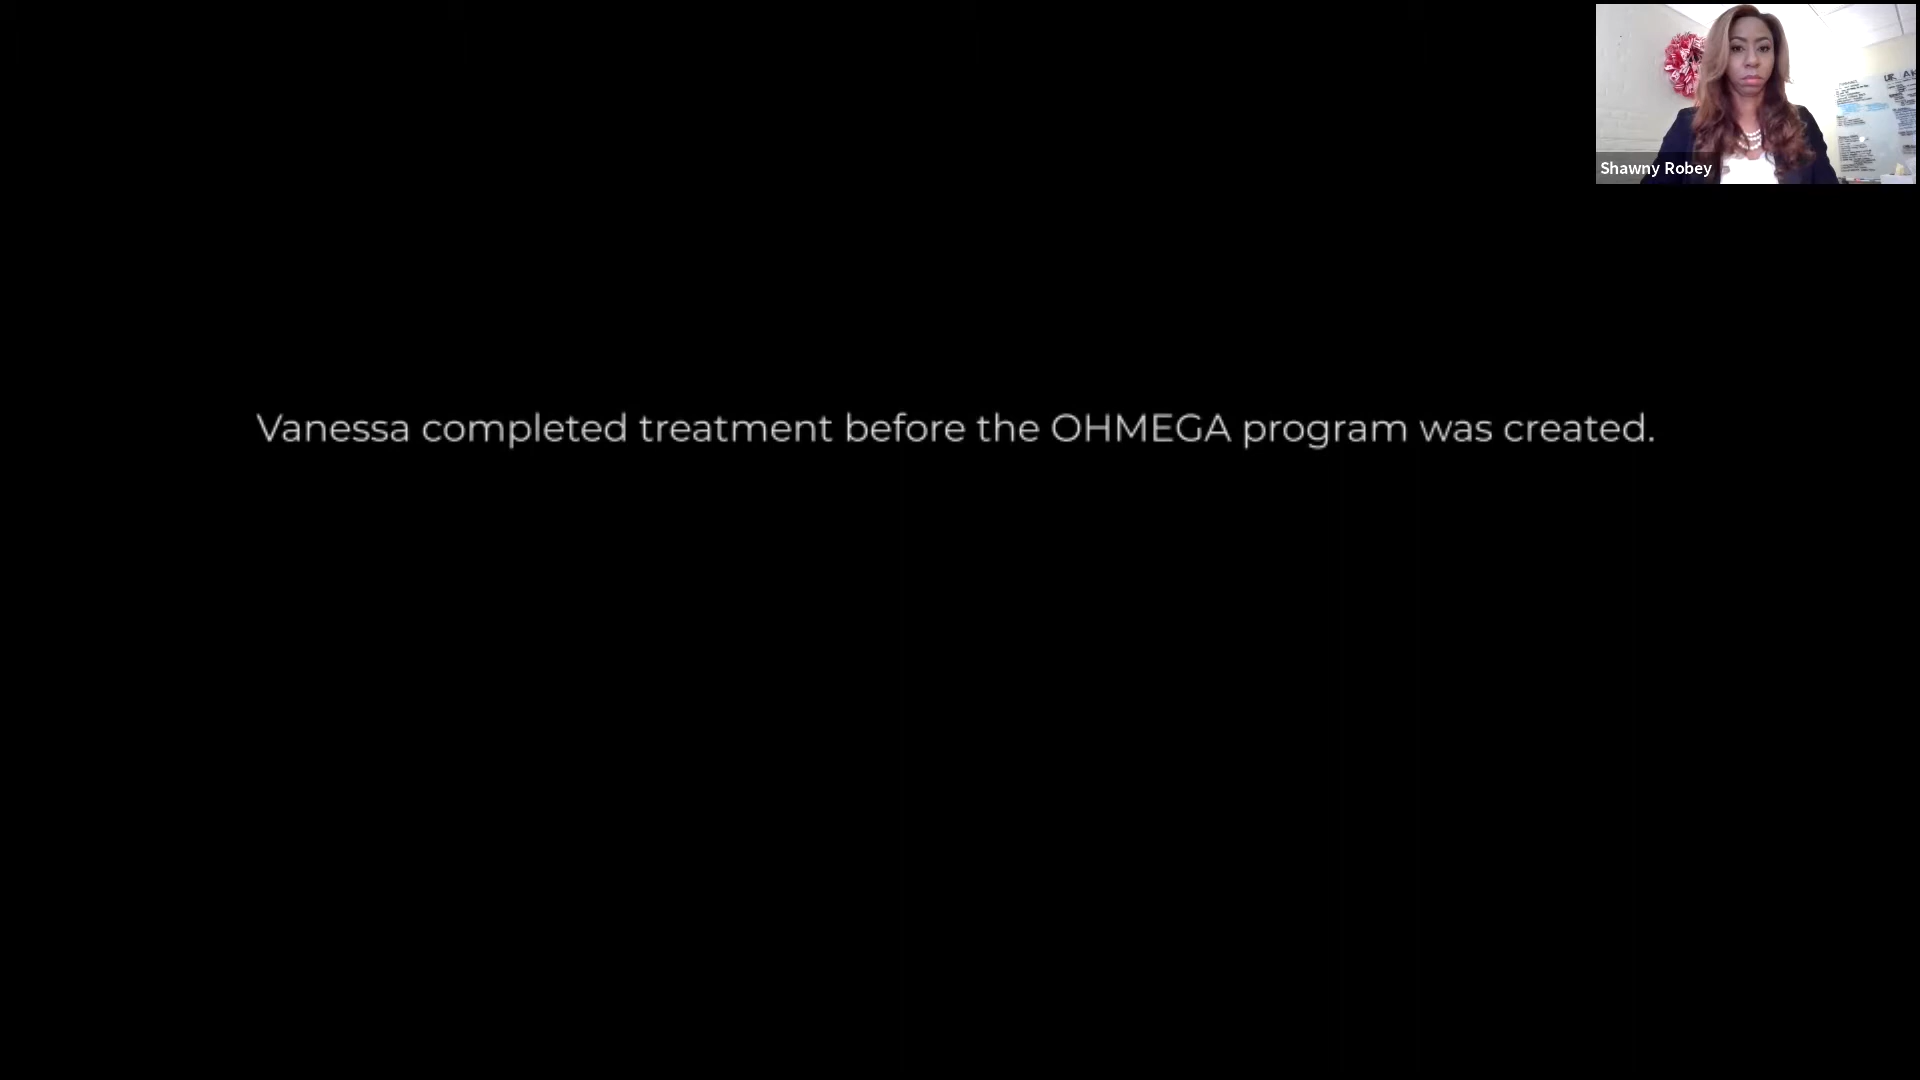 Shawny Robey
Vanessa completed treatment before the OHMEGA program was created.